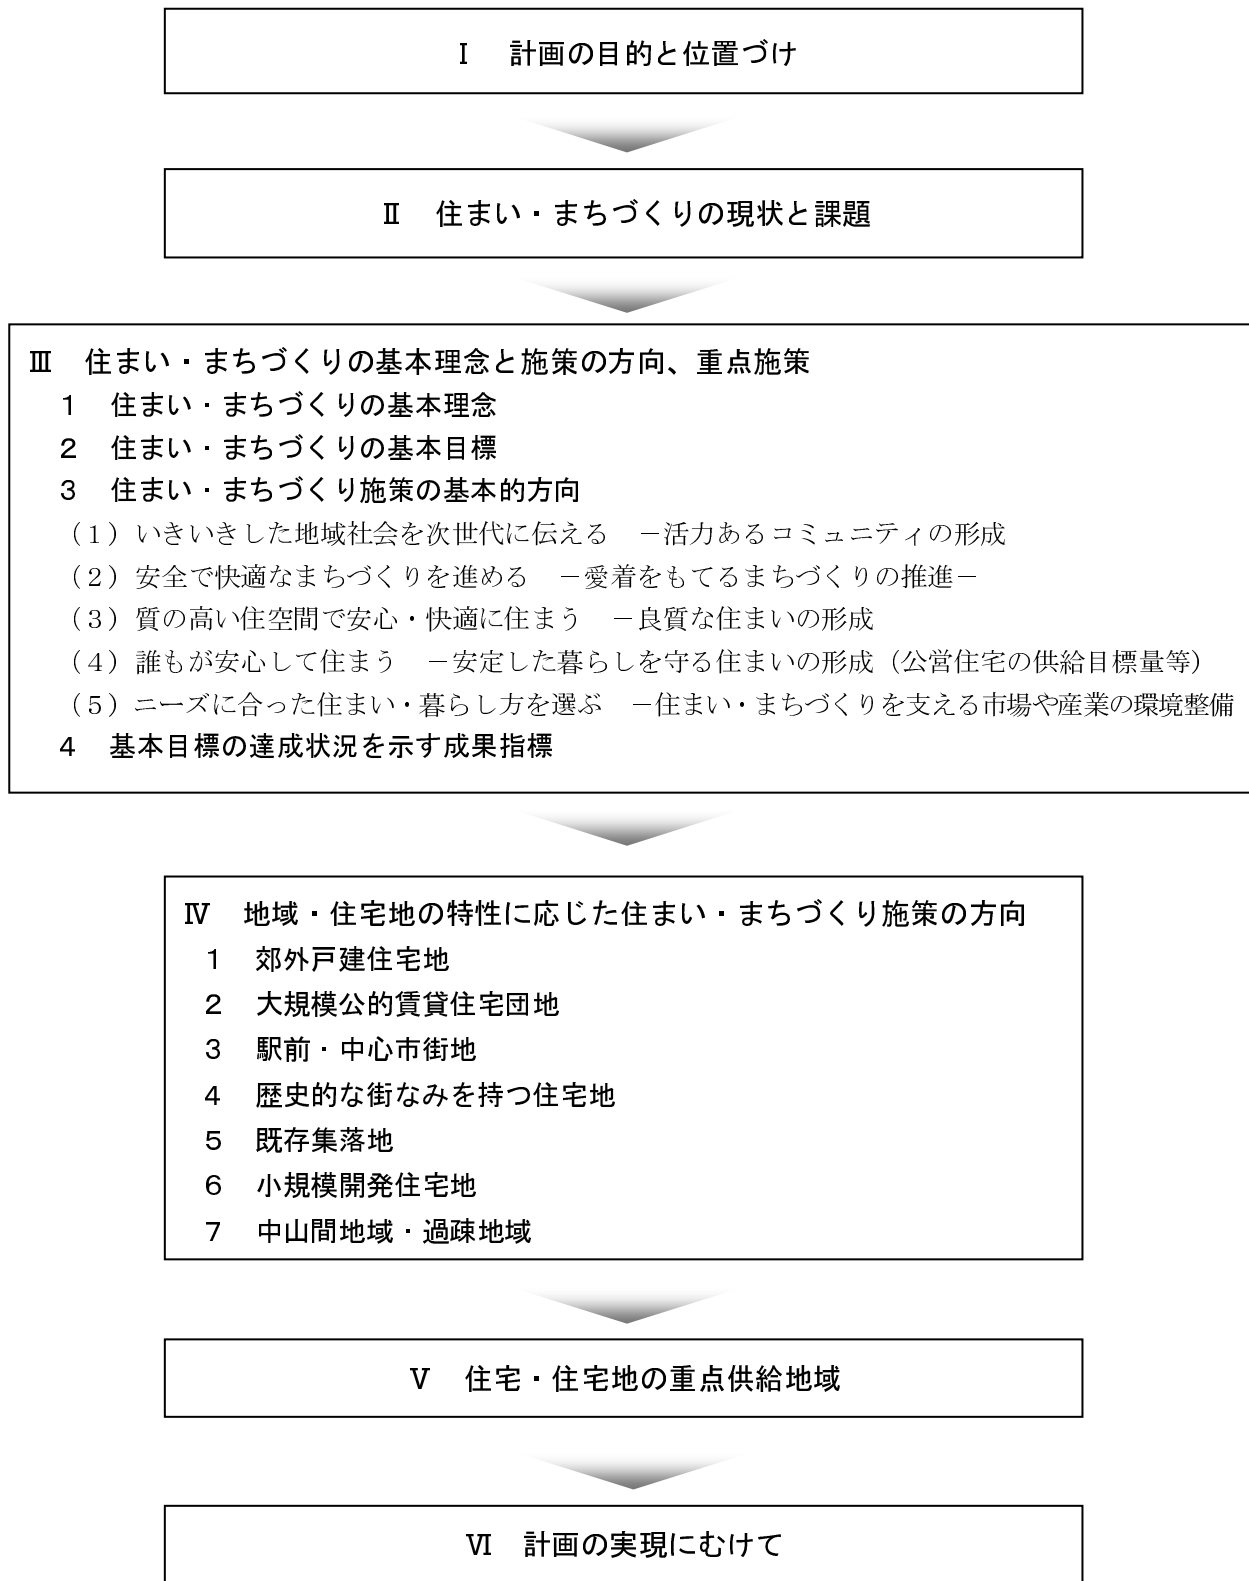 Ⅰ　計画の目的と位置づけ
Ⅱ　住まい・まちづくりの現状と課題
Ⅲ　住まい・まちづくりの基本理念と施策の方向、重点施策
１　住まい・まちづくりの基本理念
２　住まい・まちづくりの基本目標
３　住まい・まちづくり施策の基本的方向
（１）いきいきした地域社会を次世代に伝える　－活力あるコミュニティの形成
（２）安全で快適なまちづくりを進める　－愛着をもてるまちづくりの推進－
（３）質の高い住空間で安心・快適に住まう　－良質な住まいの形成
（４）誰もが安心して住まう　－安定した暮らしを守る住まいの形成（公営住宅の供給目標量等）
（５）ニーズに合った住まい・暮らし方を選ぶ　－住まい・まちづくりを支える市場や産業の環境整備
４　基本目標の達成状況を示す成果指標
Ⅳ　地域・住宅地の特性に応じた住まい・まちづくり施策の方向
１　郊外戸建住宅地
２　大規模公的賃貸住宅団地
３　駅前・中心市街地
４　歴史的な街なみを持つ住宅地
５　既存集落地
６　小規模開発住宅地
７　中山間地域・過疎地域
Ⅴ　住宅・住宅地の重点供給地域
Ⅵ　計画の実現にむけて